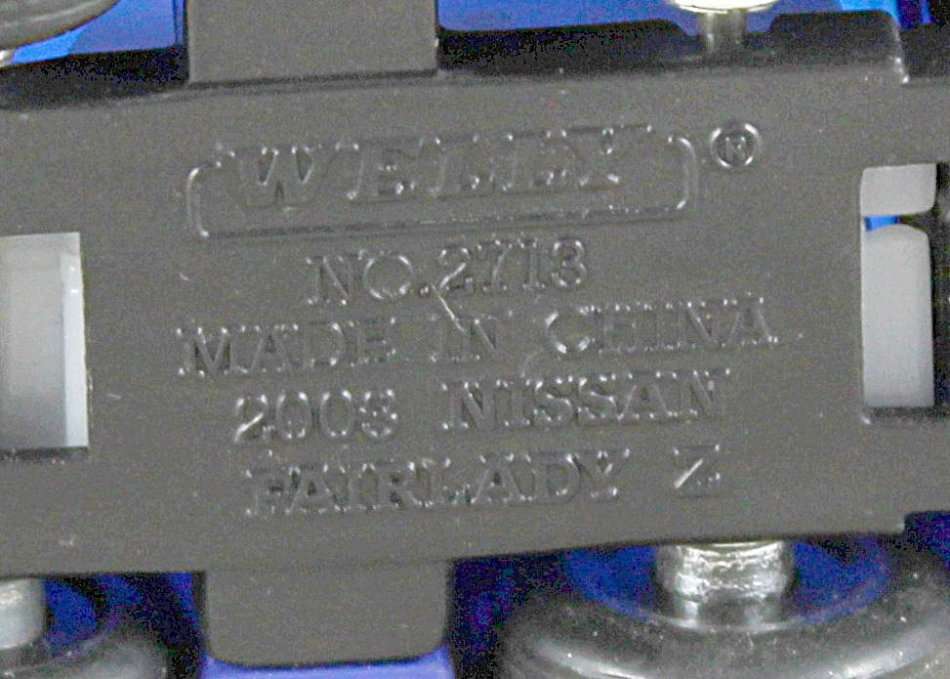 WELLY®
NO.2713
MADE IN CHINA
2003 NISSAN
FAIRLADY Z